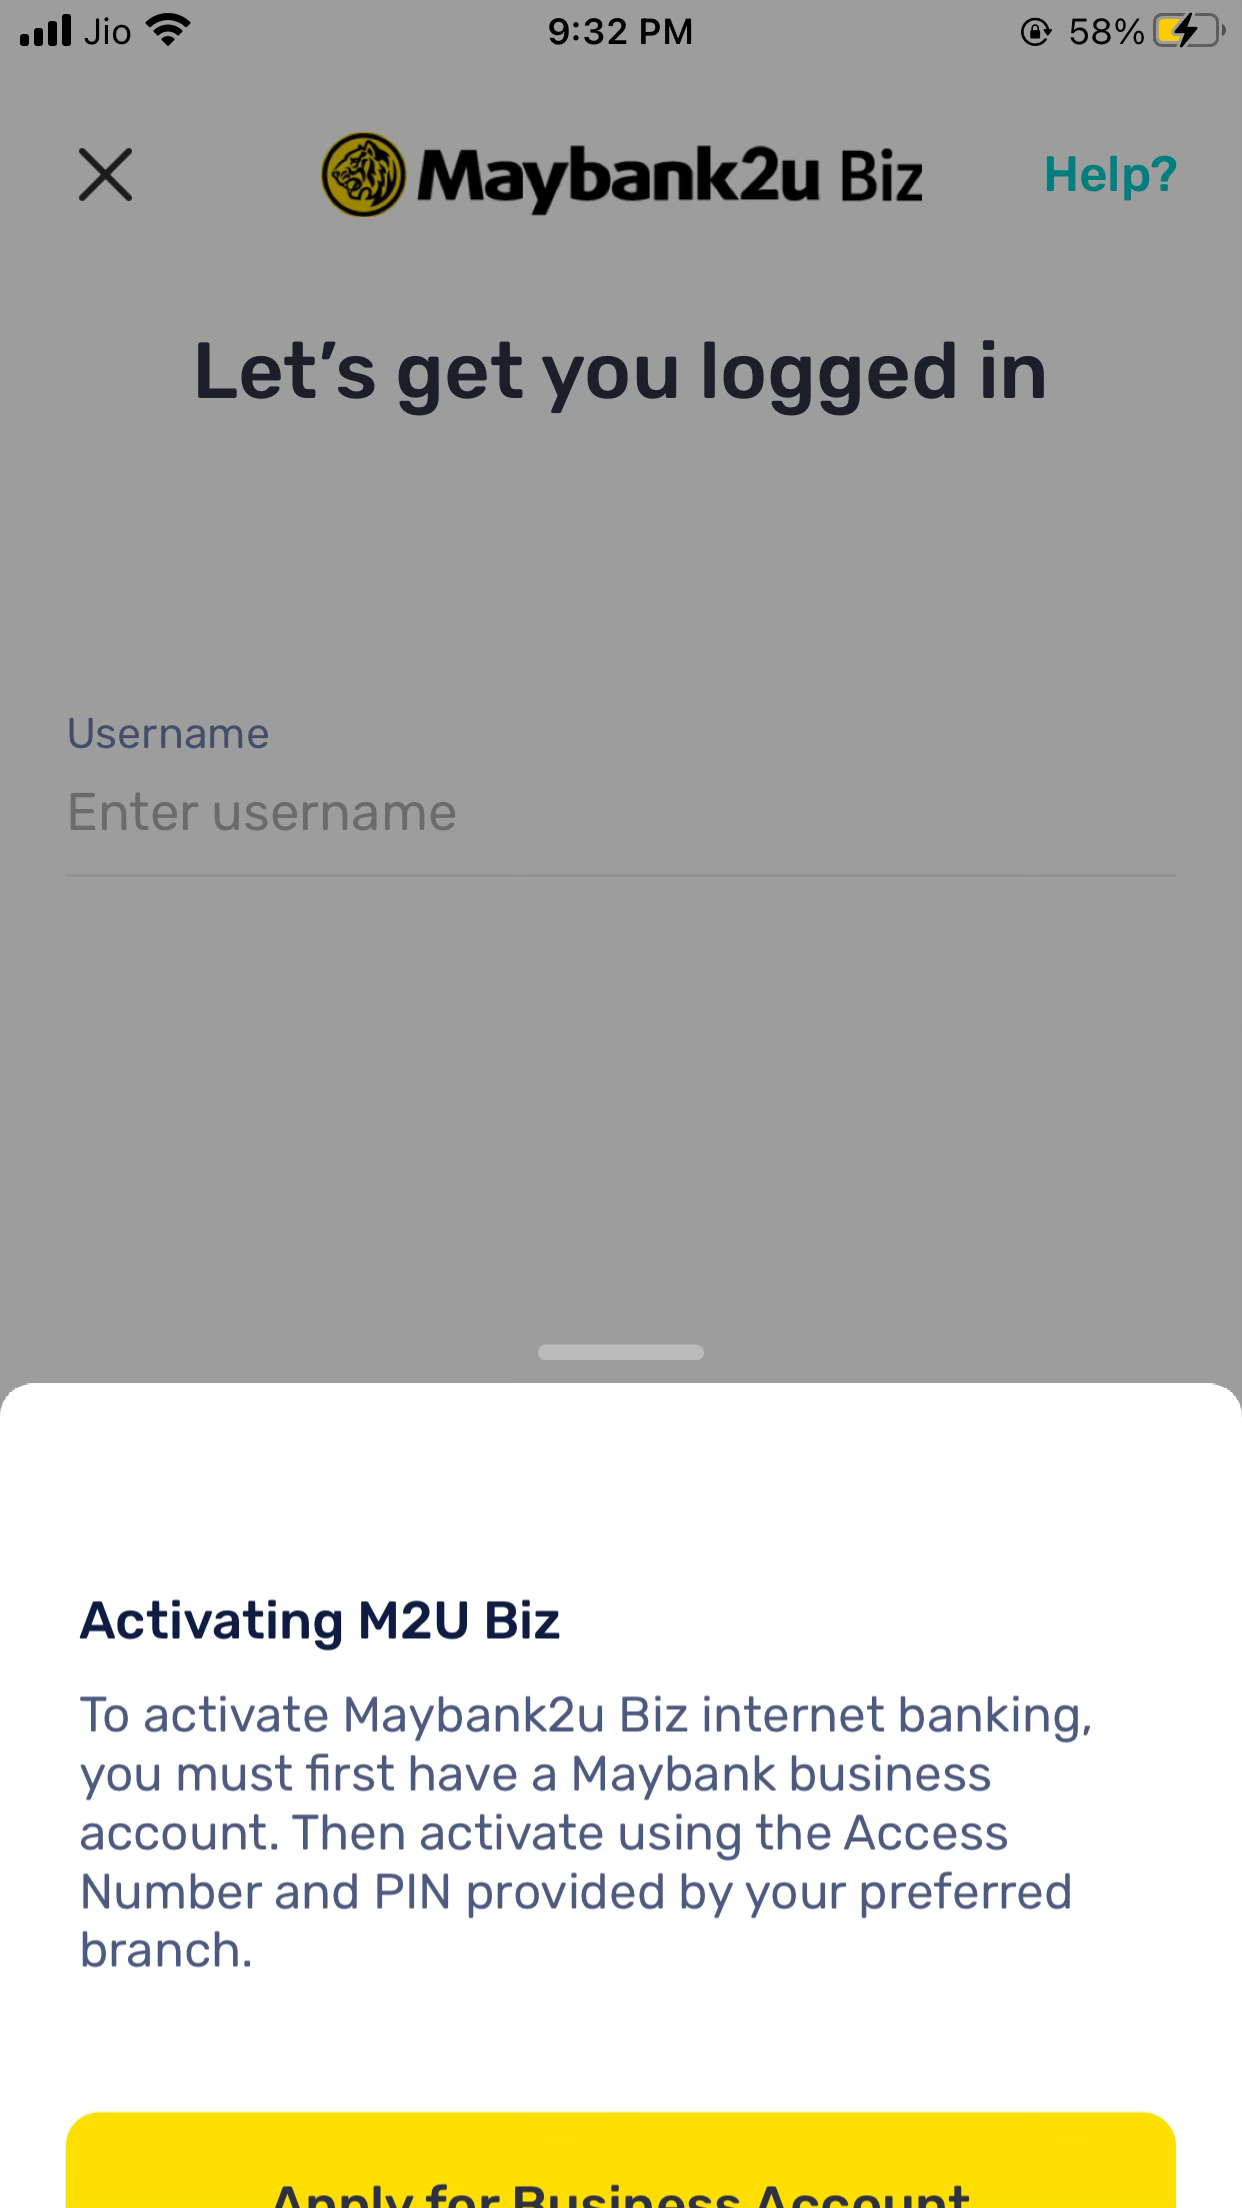 Jio
9:32 PM
58%
Maybank2u Biz
Help?
Let’s get you logged in
Username
Enter username
Activating M2U Biz
To activate Maybank2u Biz internet banking,
you must first have a Maybank business
account. Then activate using the Access
Number and PIN provided by your preferred
branch.
Apply for Business Account